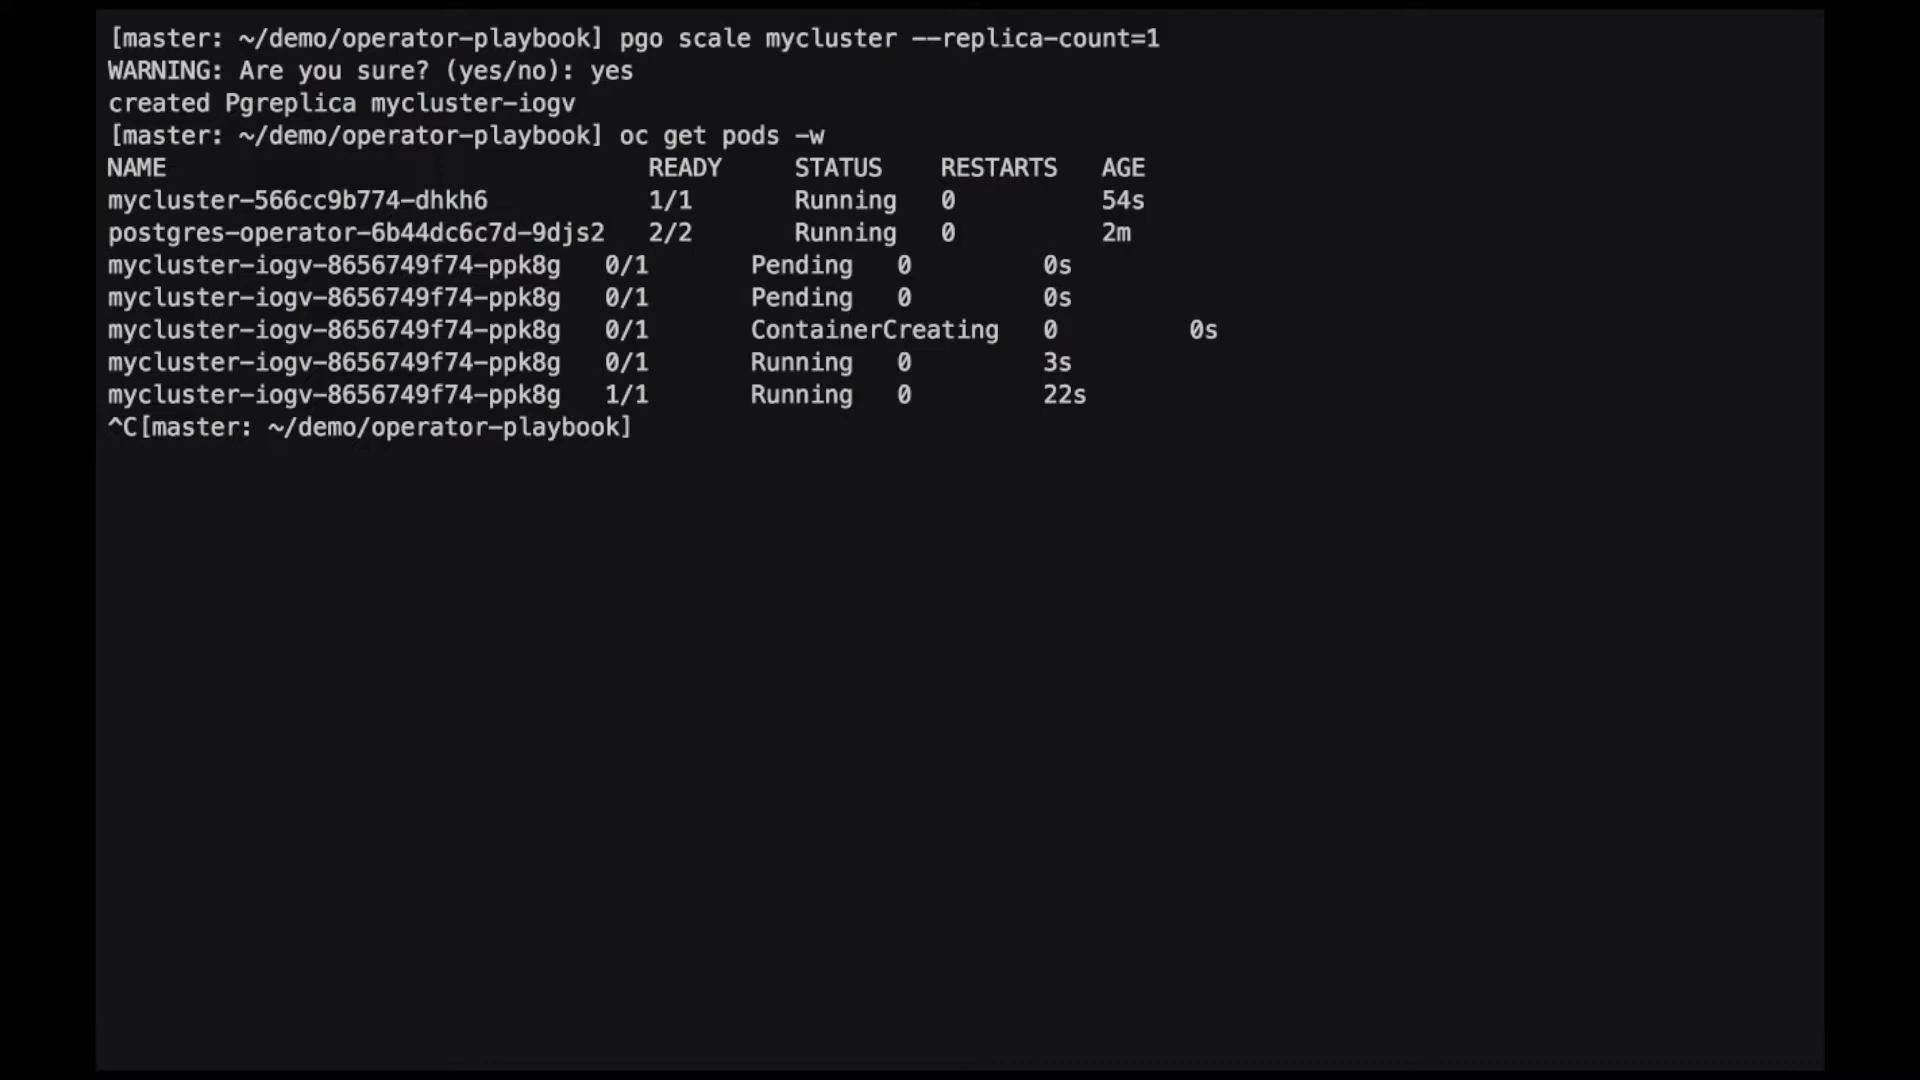 [master: ~/demo/operator-playbook] pgo scale mycluster --replica-count=1
WARNING: Are you sure? (yes/no): yes
created Pgreplica mycluster-iogv
[master: ~/demo/operator-playbook] oc get pods -w
NAME READY STATUS RESTARTS AGE
mycluster-566cc9b774-dhkh6 1/1 Running 0 54s
postgres-operator-6b44dc6c7d-9djs2 2/2 Running 0 2m
mycluster-iogv-8656749f74-ppk8g 0/1 Pending 0 0s
mycluster-iogv-8656749f74-ppk8g 0/1 Pending 0 0s
mycluster-iogv-8656749f74-ppk8g 0/1 ContainerCreating 0 0s
mycluster-iogv-8656749f74-ppk8g 0/1 Running 0 3s
mycluster-iogv-8656749f74-ppk8g 1/1 Running 0 22s
^C[master: ~/demo/operator-playbook]